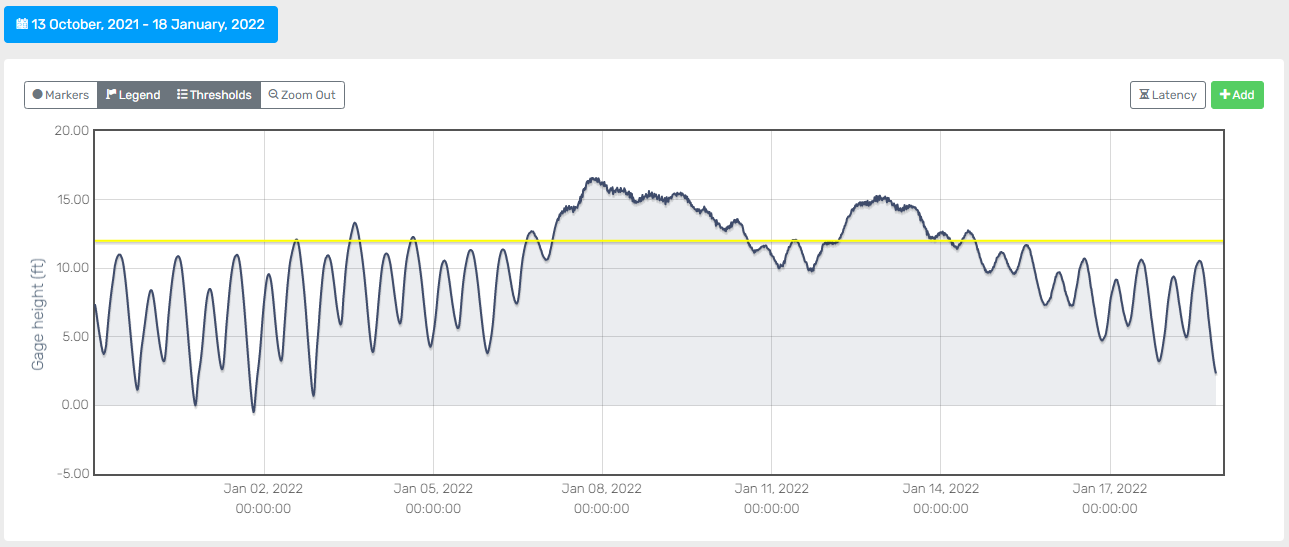 13 October, 2021 - 18 January, 2022
Markers Legend Thresholds Zoom Out Latency Add
20.00
15.00
10.00
5.00
0.00
-5.00
Gage height (ft)
Jan 02, 2022 Jan 05, 2022 Jan 08, 2022 Jan 11, 2022 Jan 14, 2022 Jan 17, 2022
00:00:00 00:00:00 00:00:00 00:00:00 00:00:00 00:00:00